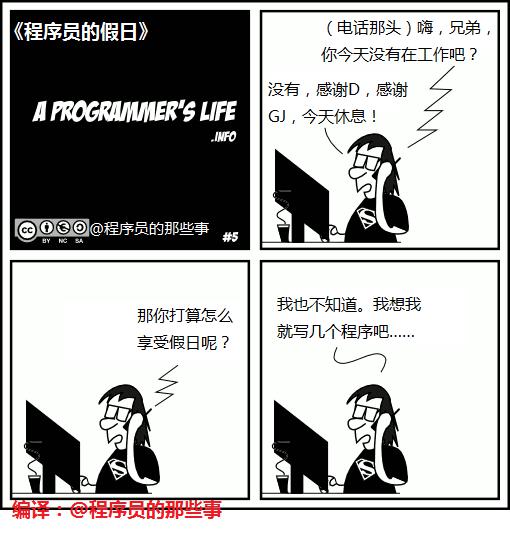 《程序员的假日》
A PROGRAMMER'S LIFE
.INFO
cc
BY NC SA
@程序员的那些事
#5
（电话那头）嗨，兄弟，
你今天没有在工作吧？
没有，感谢D，感谢
GJ，今天休息！
那你打算怎么
享受假日呢？
我也不知道。我想我
就写几个程序吧......
编译：@程序员的那些事